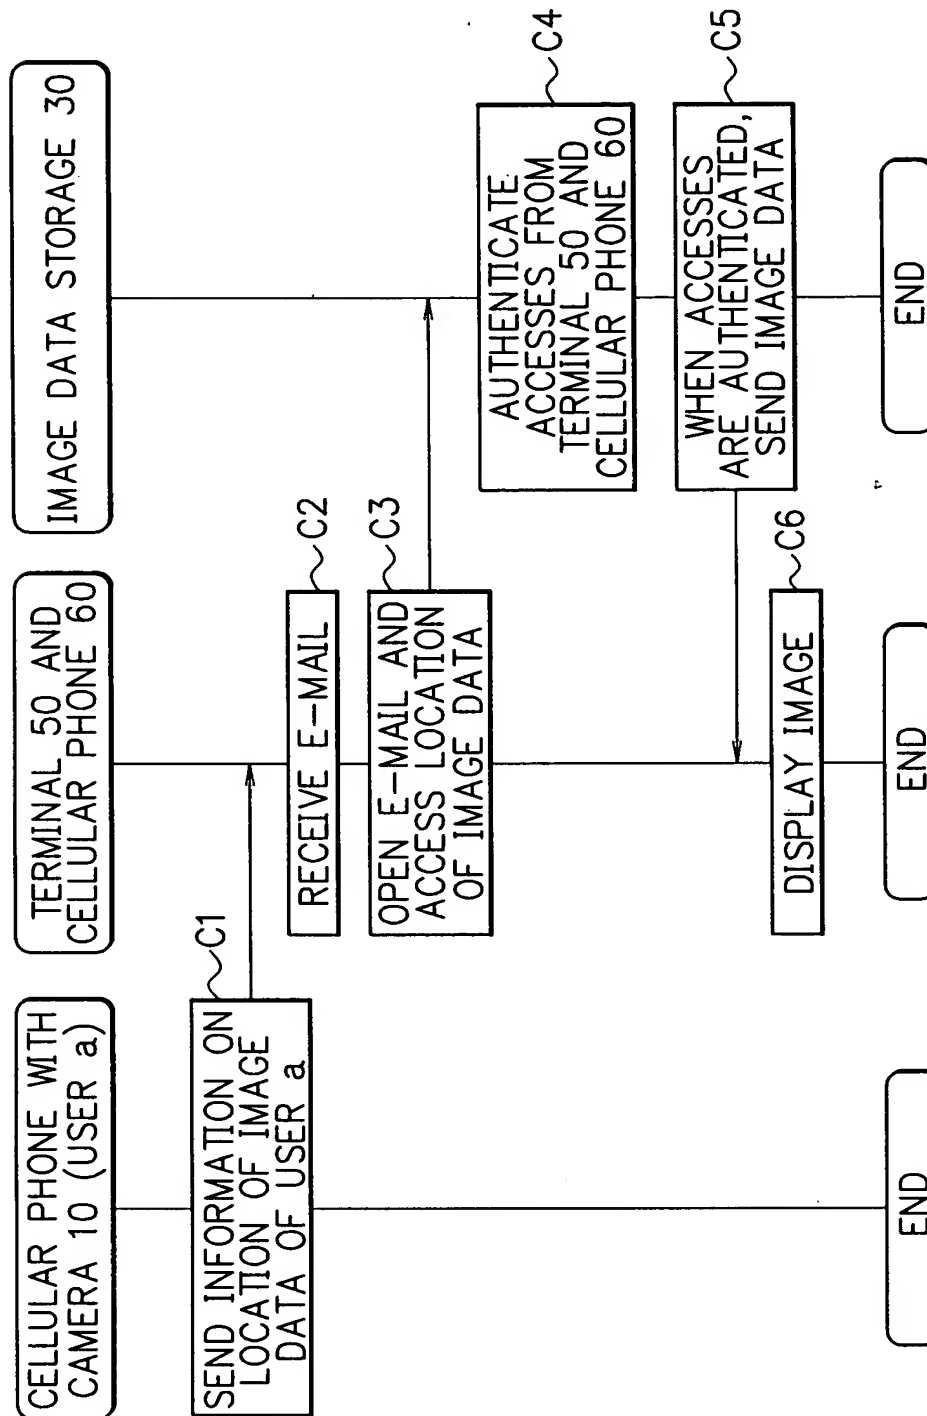 CELLULAR PHONE WITH
CAMERA 10 (USER a)
TERMINAL 50 AND
CELLULAR PHONE 60
IMAGE DATA STORAGE 30
SEND INFORMATION ON
LOCATION OF IMAGE
DATA OF USER a
C1
RECEIVE E-MAIL
C2
OPEN E-MAIL AND
ACCESS LOCATION
OF IMAGE DATA
C3
AUTHENTICATE
ACCESSES FROM
TERMINAL 50 AND
CELLULAR PHONE 60
C4
WHEN ACCESSES
ARE AUTHENTICATED,
SEND IMAGE DATA
C5
DISPLAY IMAGE
C6
END
END
END